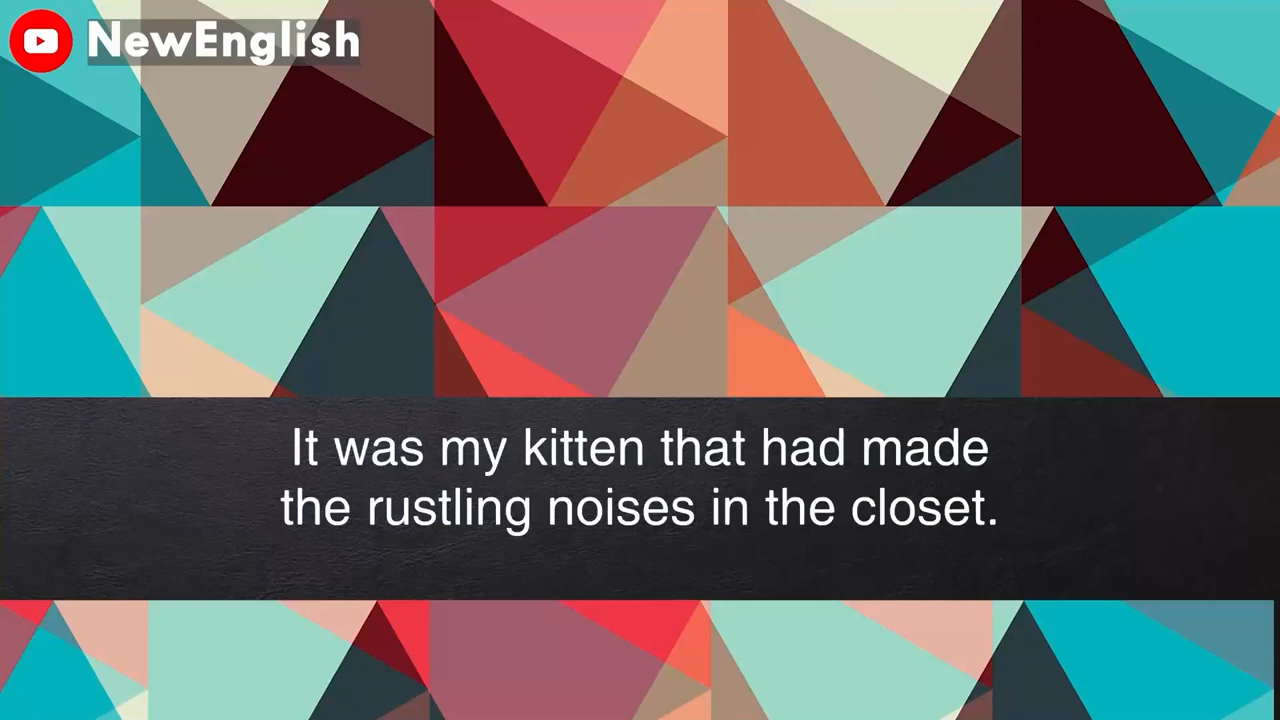 NewEnglish
It was my kitten that had made
the rustling noises in the closet.